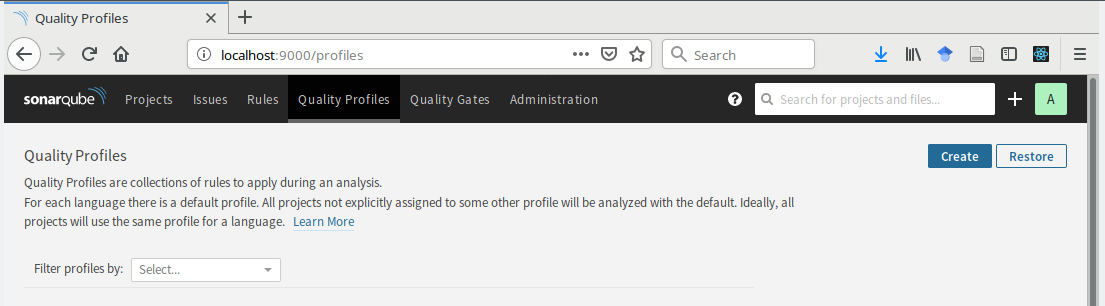 Quality Profiles
localhost:9000/profiles
Search
sonarqube Projects Issues Rules Quality Profiles Quality Gates Administration ? Search for projects and files... A
Quality Profiles
Create Restore
Quality Profiles are collections of rules to apply during an analysis.
For each language there is a default profile. All projects not explicitly assigned to some other profile will be analyzed with the default. Ideally, all
projects will use the same profile for a language. Learn More
Filter profiles by: Select...